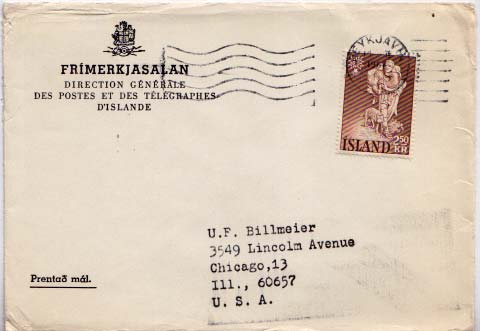 FRÍMERKJASALAN
DIRECTION GÉNÉRALE
DES POSTES ET DES TÉLÉGRAPHES
D'ISLANDE
ÍSLAND
250
KR
U.F. Billmeier
3549 Lincolm Avenue
Chicago,13
Ill., 60657
U. S. A.
Prentað mál.